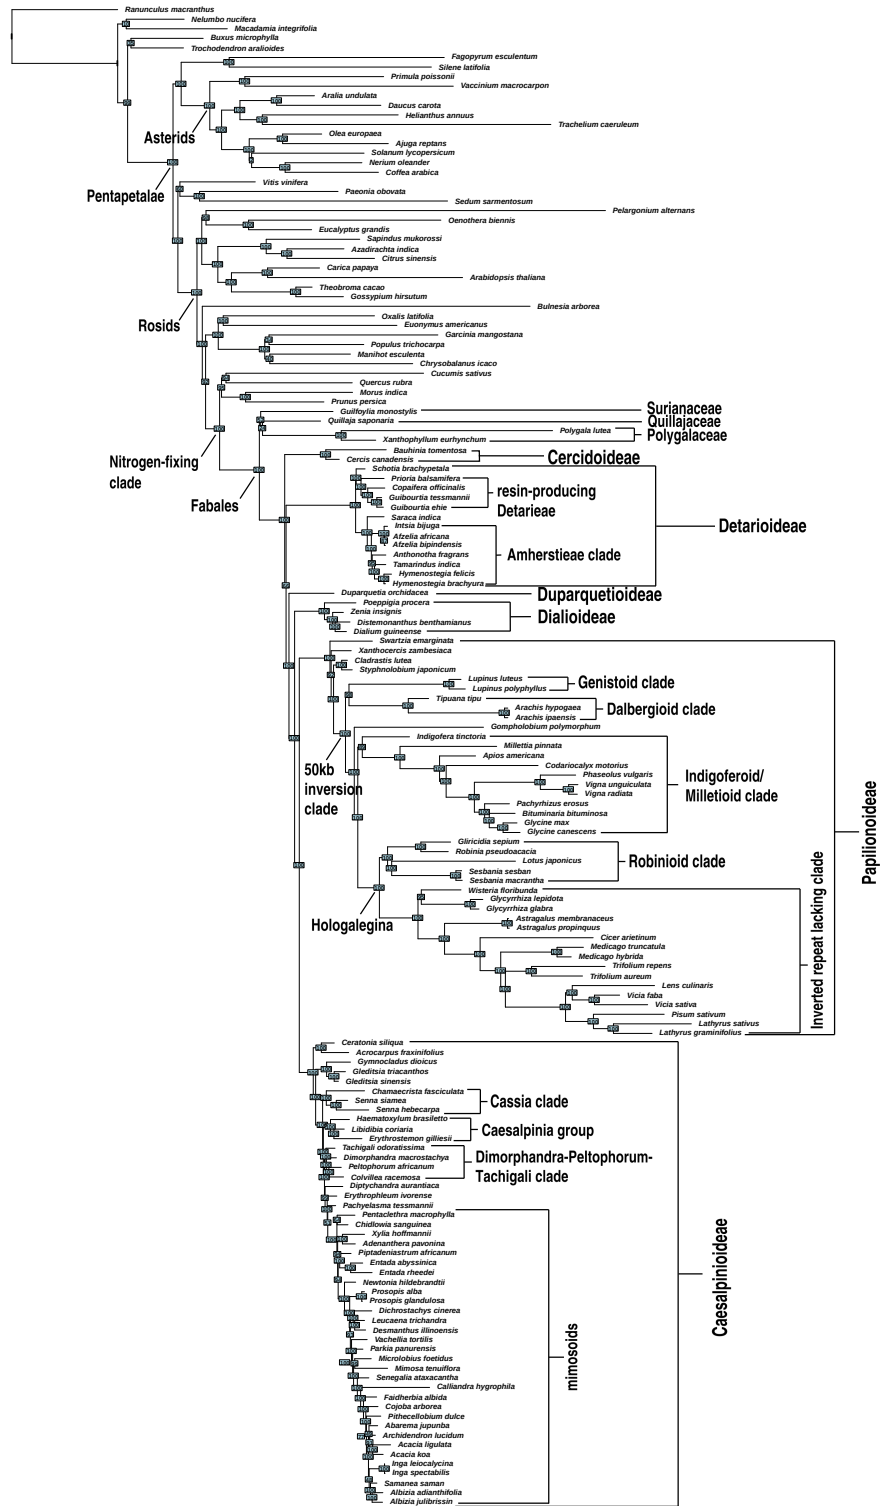 Ranunculus macranthus
Nelumbo nucifera
Macadamia integrifolia
Buxus microphylla
Trochodendron aralioides
Fagopyrum esculentum
Silene latifolia
Primula poissonii
Vaccinium macrocarpon
Aralia undulata
Daucus carota
Helianthus annuus
Trachelium caeruleum
Asterids
Olea europaea
Ajuga reptans
Solanum lycopersicum
Nerium oleander
Coffea arabica
Vitis vinifera
Pentapetalae
Paeonia obovata
Sedum sarmentosum
Pelargonium alternans
Oenothera biennis
Eucalyptus grandis
Sapindus mukorossi
Azadirachta indica
Citrus sinensis
Carica papaya
Arabidopsis thaliana
Theobroma cacao
Gossypium hirsutum
Bulnesia arborea
Rosids
Oxalis latifolia
Euonymus americanus
Garcinia mangostana
Populus trichocarpa
Manihot esculenta
Chrysobalanus icaco
Cucumis sativus
Quercus rubra
Morus indica
Prunus persica
Guilfoylia monostylis
Surianaceae
Quillaja saponaria
Quillajaceae
Polygala lutea
Polygalaceae
Xanthophyllum eurhynchum
Bauhinia tomentosa
Cercis canadensis
Cercidoideae
Nitrogen-fixing
clade
Schotia brachypetala
Prioria balsamifera
Copaifera officinalis
Guibourtia tessmannii
Guibourtia ehie
resin-producing
Detarieae
Fabales
Saraca indica
Intsia bijuga
Afzelia africana
Afzelia bipindensis
Anthonotha fragrans
Tamarindus indica
Hymenostegia felicis
Hymenostegia brachyura
Amherstieae clade
Detarioideae
Duparquetia orchidacea
Duparquetioideae
Poeppigia procera
Zenia insignis
Distemonanthus benthamianus
Dialium guineense
Dialioideae
Swartzia emarginata
Xanthocercis zambesiaca
Cladrastis lutea
Styphnolobium japonicum
Lupinus luteus
Lupinus polyphyllus
Genistoid clade
Tipuana tipu
Arachis hypogaea
Arachis ipaensis
Dalbergioid clade
Gompholobium polymorphum
Indigofera tinctoria
Millettia pinnata
Apios americana
Codariocalyx motorius
Phaseolus vulgaris
Vigna unguiculata
Vigna radiata
Pachyrhizus erosus
Bituminaria bituminosa
Glycine max
Glycine canescens
Indigoferoid/
Milletioid clade
50kb
inversion
clade
Gliricidia sepium
Robinia pseudoacacia
Lotus japonicus
Sesbania sesban
Sesbania macrantha
Robinioid clade
Papilionoideae
Hologalegina
Wisteria floribunda
Glycyrrhiza lepidota
Glycyrrhiza glabra
Astragalus membranaceus
Astragalus propinquus
Cicer arietinum
Medicago truncatula
Medicago hybrida
Trifolium repens
Trifolium aureum
Lens culinaris
Vicia faba
Vicia sativa
Pisum sativum
Lathyrus sativus
Lathyrus graminifolius
Inverted repeat lacking clade
Ceratonia siliqua
Acrocarpus fraxinifolius
Gymnocladus dioicus
Gleditsia triacanthos
Gleditsia sinensis
Chamaecrista fasciculata
Senna siamea
Senna hebecarpa
Cassia clade
Haematoxylum brasiletto
Libidibia coriaria
Erythrostemon gilliesii
Caesalpinia group
Tachigali odoratissima
Dimorphandra macrostachya
Peltophorum africanum
Colvillea racemosa
Dimorphandra-Peltophorum-
Tachigali clade
Diptychandra aurantiaca
Erythrophleum ivorense
Pachyelasma tessmannii
Pentaclethra macrophylla
Chidlowia sanguinea
Xylia hoffmannii
Adenanthera pavonina
Piptadeniastrum africanum
Entada abyssinica
Entada rheedei
Newtonia hildebrandtii
Prosopis alba
Prosopis glandulosa
Dichrostachys cinerea
Leucaena trichandra
Desmanthus illinoensis
Vachellia tortilis
Parkia panurensis
Microlobius foetidus
Mimosa tenuiflora
Senegalia ataxacantha
Calliandra hygrophila
Faidherbia albida
Cojoba arborea
Pithecellobium dulce
Abarema jupunba
Archidendron lucidum
Acacia ligulata
Acacia koa
Inga leiocalycina
Inga spectabilis
Samanea saman
Albizia adianthifolia
Albizia julibrissin
mimosoids
Caesalpinioideae